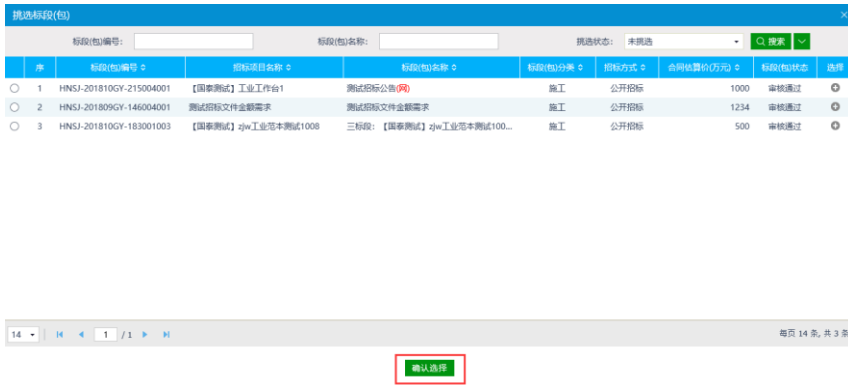 挑选标段(包)
标段(包)编号: 标段(包)名称: 挑选状态: 未挑选 搜索
序 标段(包)编号 招标项目名称 标段(包)名称 标段(包)分类 招标方式 合同估算价(万元) 标段(包)状态 选择
1 HNSJ-201810GY-215004001 【国泰测试】工业工作台1 测试招标公告(网) 施工 公开招标 1000 审核通过
2 HNSJ-201809GY-146004001 测试招标文件金额需求 测试招标文件金额需求 施工 公开招标 1234 审核通过
3 HNSJ-201810GY-183001003 【国泰测试】zjw工业范本测试1008 三标段: 【国泰测试】zjw工业范本测试100... 施工 公开招标 500 审核通过
14 1 / 1 每页 14 条, 共 3 条
确认选择